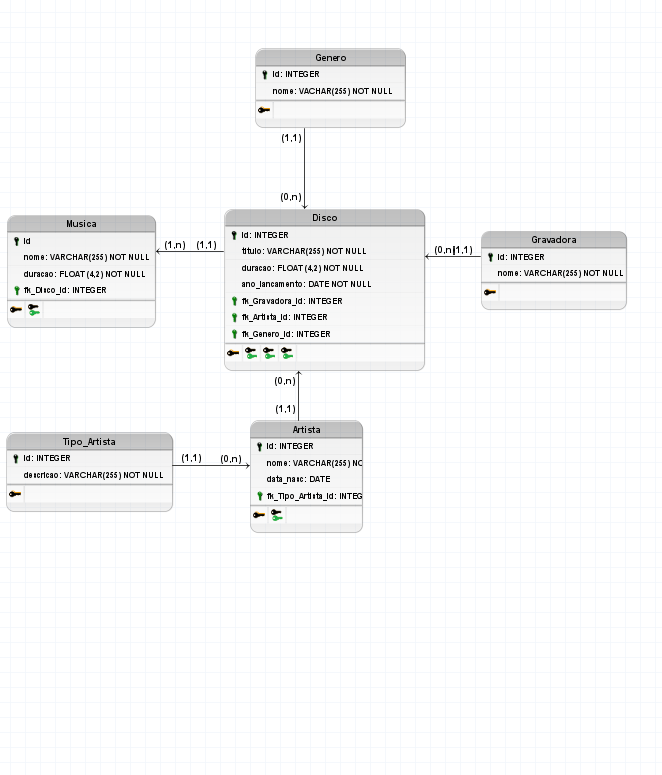 Genero
id: INTEGER
nome: VACHAR(255) NOT NULL
(1,1)
(0,n)
Musica
id
nome: VARCHAR(255) NOT NULL
duracao: FLOAT (4,2) NOT NULL
fk_Disco_id: INTEGER
(1,n)
(1,1)
Disco
id: INTEGER
titulo: VARCHAR(255) NOT NULL
duracao: FLOAT (4,2) NOT NULL
ano_lancamento: DATE NOT NULL
fk_Gravadora_id: INTEGER
fk_Artista_id: INTEGER
fk_Genero_id: INTEGER
(0,n)
(1,1)
Gravadora
id: INTEGER
nome: VARCHAR(255) NOT NULL
(0,n)
(1,1)
Tipo_Artista
id: INTEGER
descricao: VARCHAR(255) NOT NULL
(1,1)
(0,n)
Artista
id: INTEGER
nome: VARCHAR(255) NO
data_nasc: DATE
fk_Tipo_Artista_id: INTEG